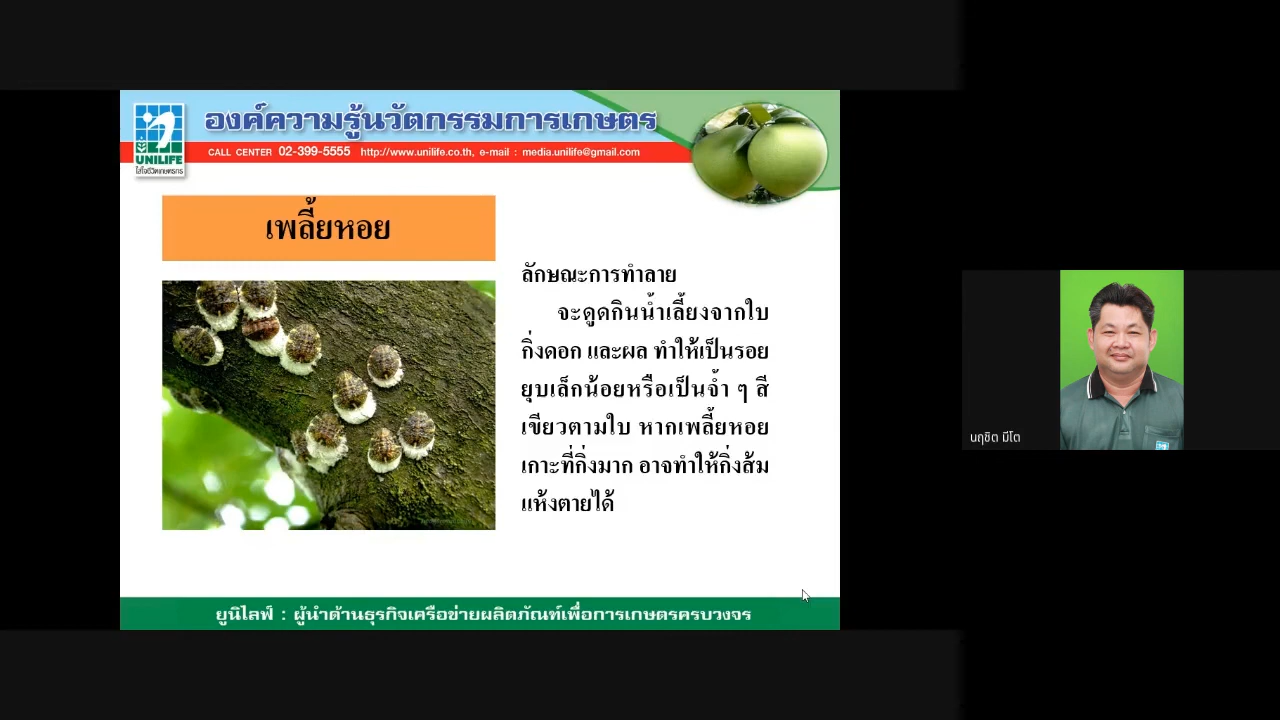 องค์ความรู้นวัตกรรมการเกษตร
UNILIFE
ใส่ใจชีวิตเกษตรกร
CALL CENTER 02-399-5555 http://www.unilife.co.th, e-mail : media.unilife@gmail.com
เพลี้ยหอย
ลักษณะการทำลาย
จะดูดกินน้ำเลี้ยงจากใบ
กิ่งดอก และผล ทำให้เป็นรอย
ยุบเล็กน้อยหรือเป็นจ้ำ ๆ สี
เขียวตามใบ หากเพลี้ยหอย
เกาะที่กิ่งมาก อาจทำให้กิ่งส้ม
แห้งตายได้
นฤชิต มีโต
ยูนิไลฟ์ : ผู้นำด้านธุรกิจเครือข่ายผลิตภัณฑ์เพื่อการเกษตรครบวงจร